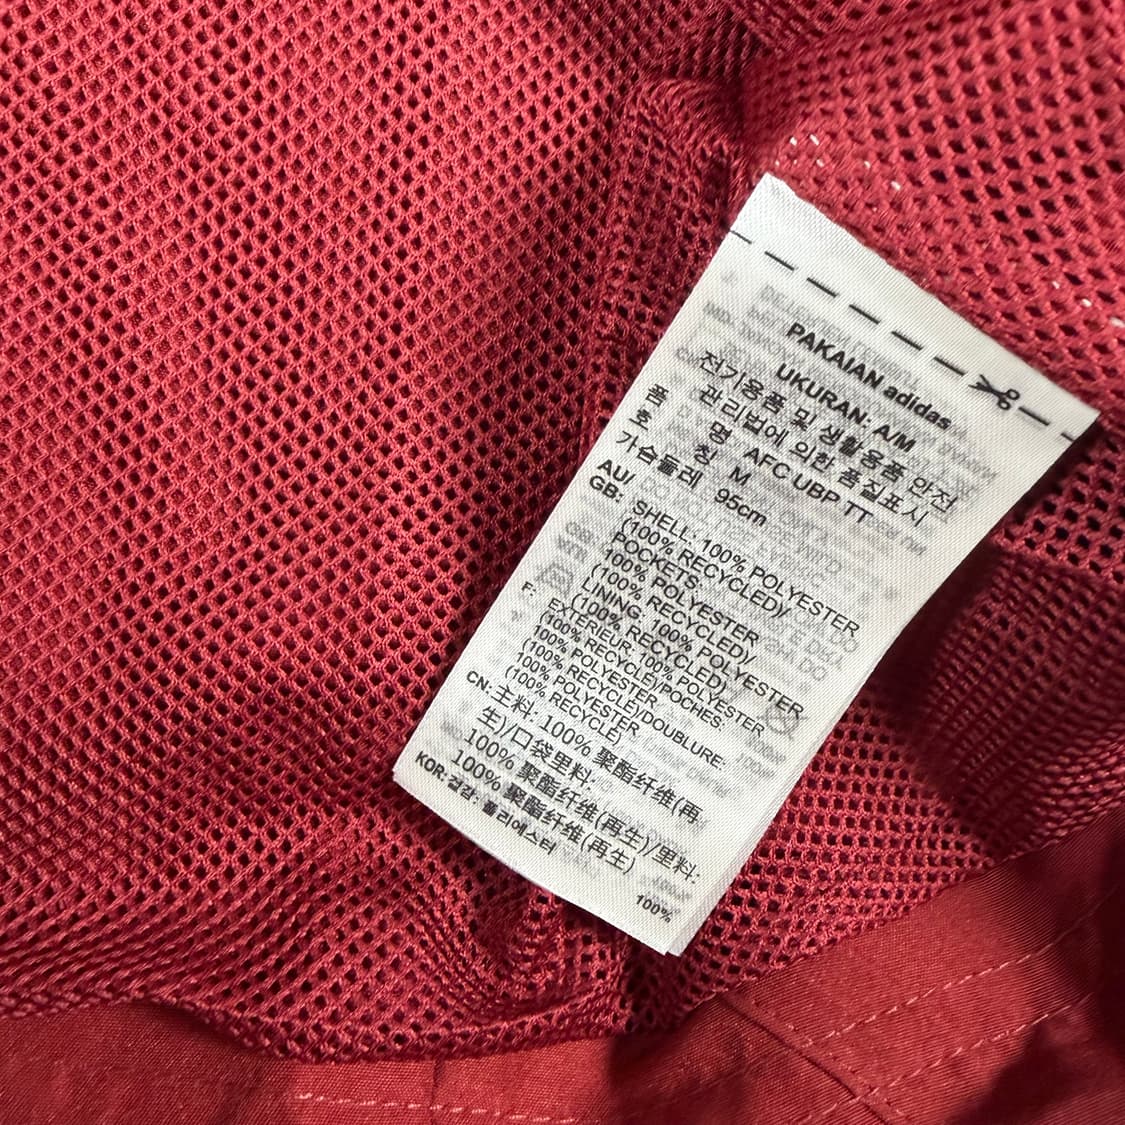 PAKAIAN adidas
UKURAN: A/M
전기용품 및 생활용품 안전
관리법에 의한 품질표시
품 명 AFC UBP TT
호 칭 M
가슴둘레 95cm
AU/
GB: SHELL: 100% POLYESTER
(100% RECYCLED)/
POCKETS:
100% POLYESTER
(100% RECYCLED)/
LINING: 100% POLYESTER
(100% RECYCLED)
F: EXTÉRIEUR: 100% POLYESTER
(100% RECYCLÉ)/POCHES:
100% POLYESTER
(100% RECYCLÉ)/DOUBLURE:
100% POLYESTER
(100% RECYCLÉ)
CN: 主料: 100% 聚酯纤维(再
生)/口袋里料:
100% 聚酯纤维(再生)/里料:
100% 聚酯纤维(再生)
KOR: 겉감: 폴리에스터 100%